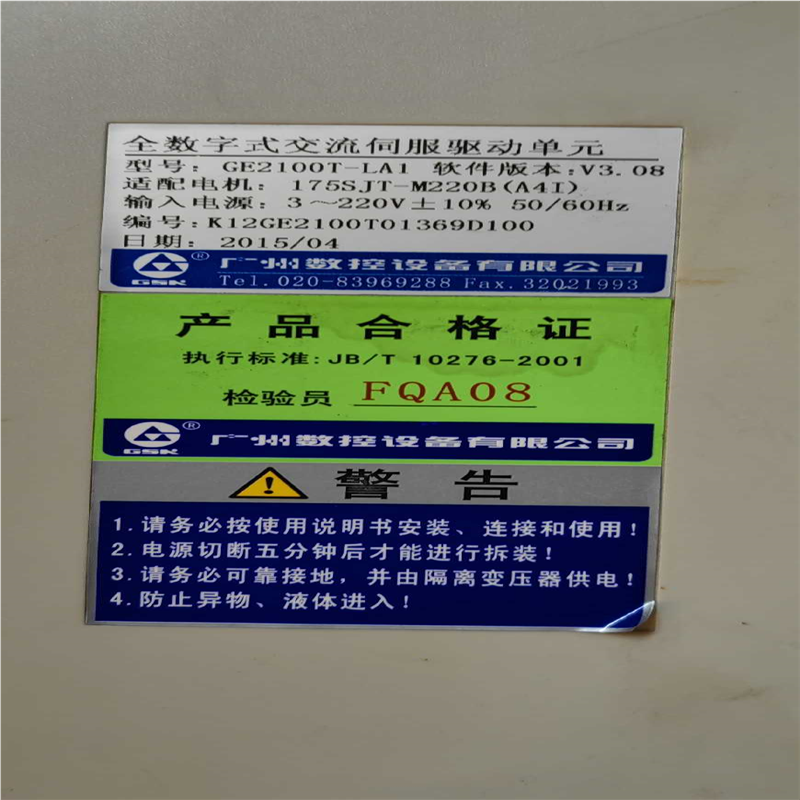 全数字式交流伺服驱动单元
型号: GE2100T-LA1 软件版本:V3.08
适配电机: 175SJT-M220B(A4I)
输入电源: 3～220V±10% 50/60Hz
编号:K12GE2100T01369D100
日期: 2015/04
GSK® 广州数控设备有限公司
Tel.020-83969288 Fax.32021993
产品合格证
执行标准:JB/T 10276-2001
检验员 FQA08
GSK® 广州数控设备有限公司
警告
1.请务必按使用说明书安装、连接和使用!
2.电源切断五分钟后才能进行拆装!
3.请务必可靠接地，并由隔离变压器供电!
4.防止异物、液体进入!